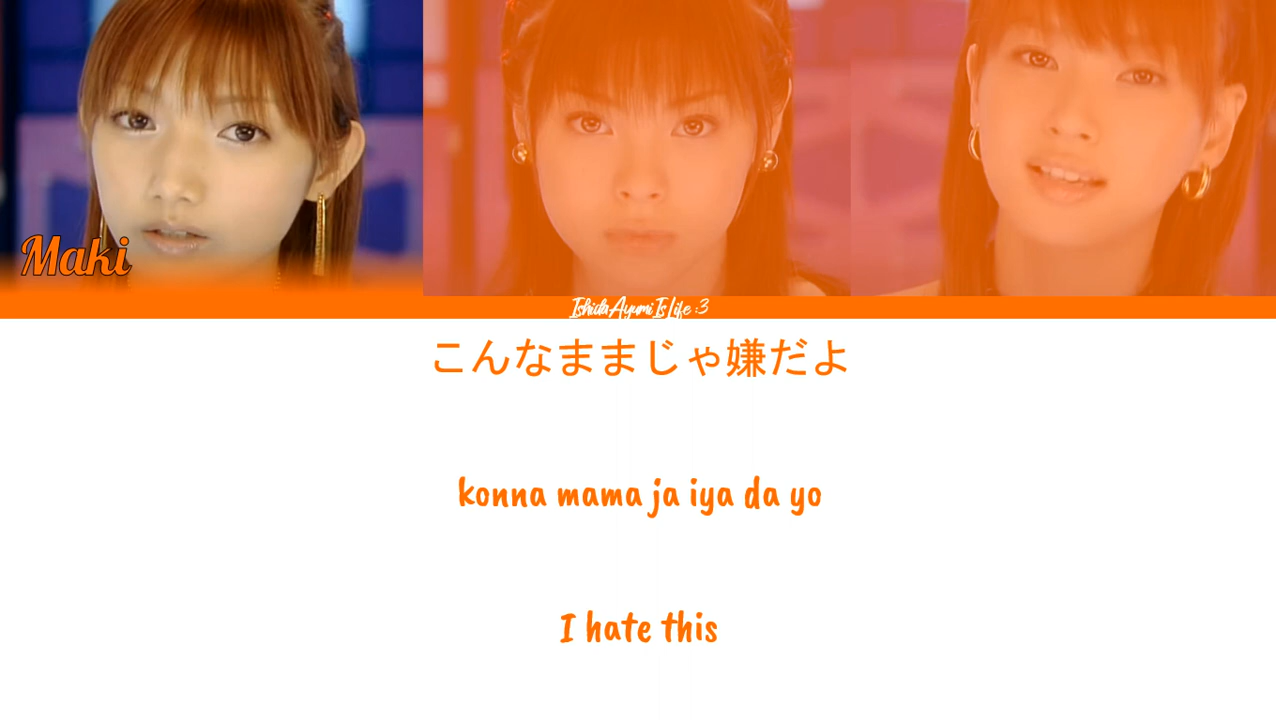 Maki
IshidaAyumiIsLife :3
こんなままじゃ嫌だよ
konna mama ja iya da yo
I hate this